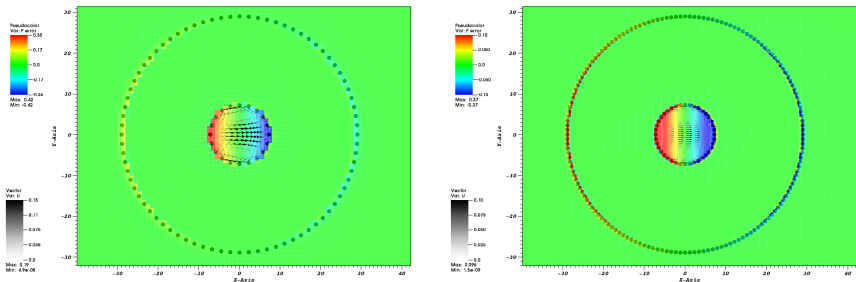 Pseudocolor
Var: P error
0.35
0.17
0.0
-0.17
-0.35
Max: 0.42
Min: -0.42
Vector
Var: U
0.15
0.11
0.075
0.038
0.0
Max: 0.19
Min: 4.9e-08
30
20
10
0
-10
-20
-30
Y-Axis
-30
-20
-10
0
10
20
30
40
X-Axis
Pseudocolor
Var: P error
0.10
0.050
0.0
-0.050
-0.10
Max: 0.37
Min: -0.37
Vector
Var: U
0.10
0.075
0.050
0.025
0.0
Max: 0.096
Min: 1.5e-09
30
20
10
0
-10
-20
-30
Y-Axis
-30
-20
-10
0
10
20
30
40
X-Axis